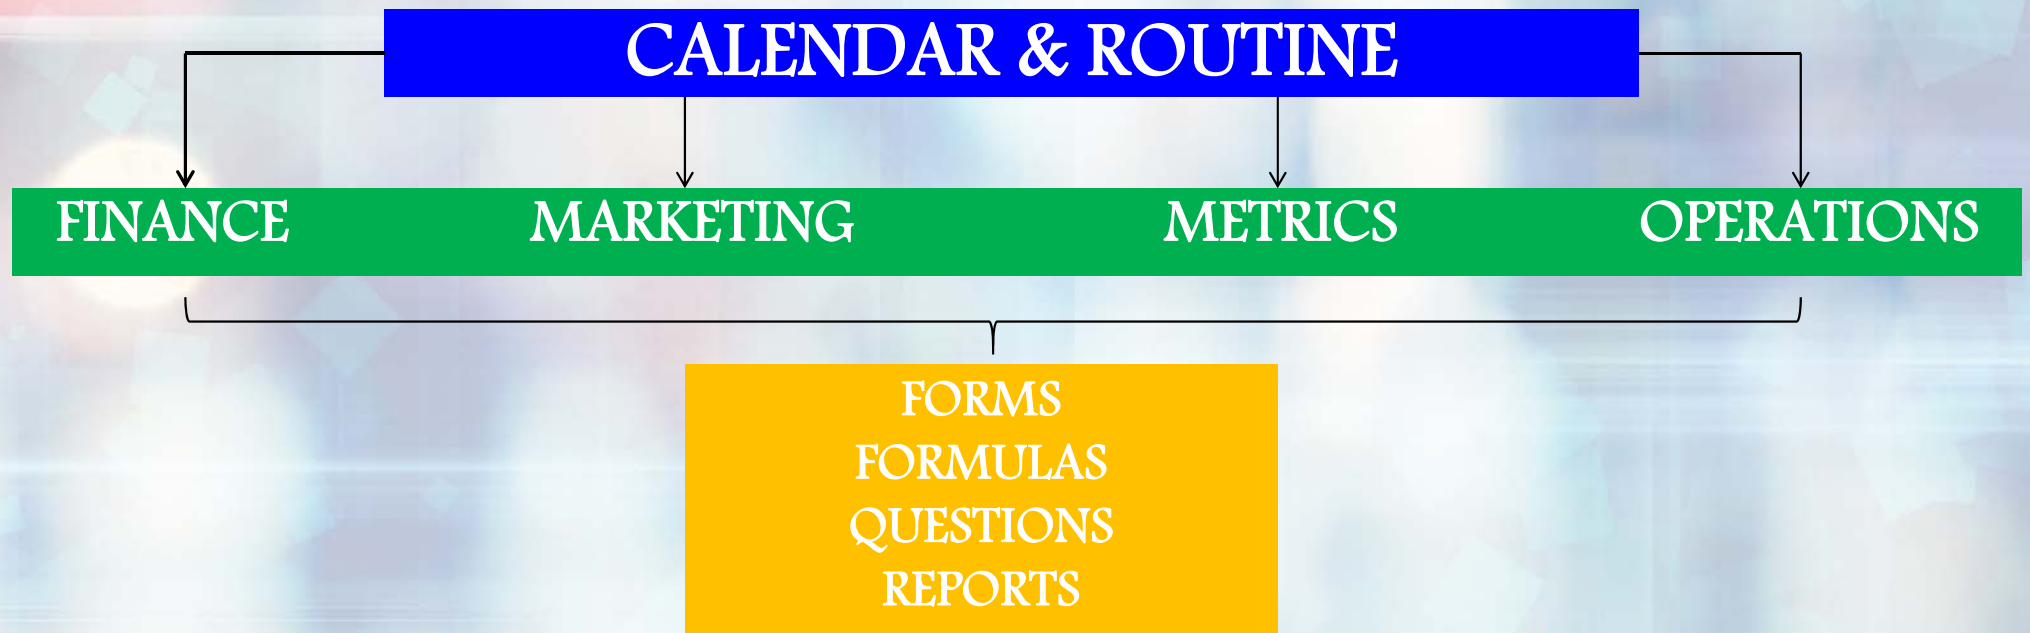 CALENDAR & ROUTINE
FINANCE MARKETING METRICS OPERATIONS
FORMS
FORMULAS
QUESTIONS
REPORTS